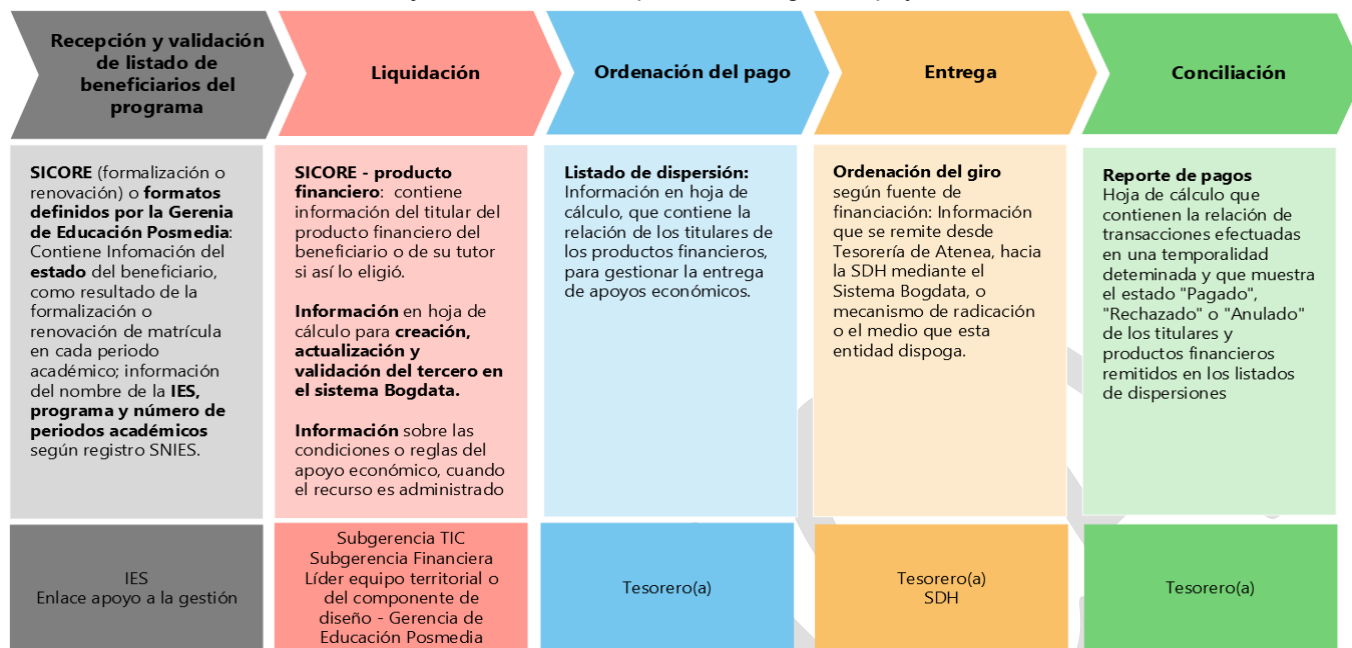 Recepción y validación
de listado de
beneficiarios del
programa
Liquidación
Ordenación del pago
Entrega
Conciliación
SICORE (formalización o
renovación) o formatos
definidos por la Gerenia
de Educación Posmedia:
Contiene Infomación del
estado del beneficiario,
como resultado de la
formalización o
renovación de matrícula
en cada periodo
académico; información
del nombre de la IES,
programa y número de
periodos académicos
según registro SNIES.
SICORE - producto
financiero: contiene
información del titular del
producto financiero del
beneficiario o de su tutor
si así lo eligió.
Información en hoja de
cálculo para creación,
actualización y
validación del tercero en
el sistema Bogdata.
Información sobre las
condiciones o reglas del
apoyo económico, cuando
el recurso es administrado
Listado de dispersión:
Información en hoja de
cálculo, que contiene la
relación de los titulares de
los productos financieros,
para gestionar la entrega
de apoyos económicos.
Ordenación del giro
según fuente de
financiación: Información
que se remite desde
Tesorería de Atenea, hacia
la SDH mediante el
Sistema Bogdata, o
mecanismo de radicación
o el medio que esta
entidad dispoga.
Reporte de pagos
Hoja de cálculo que
contienen la relación de
transacciones efectuadas
en una temporalidad
deteminada y que muestra
el estado "Pagado",
"Rechazado" o "Anulado"
de los titulares y
productos financieros
remitidos en los listados
de dispersiones
IES
Enlace apoyo a la gestión
Subgerencia TIC
Subgerencia Financiera
Líder equipo territorial o
del componente de
diseño - Gerencia de
Educación Posmedia
Tesorero(a)
Tesorero(a)
SDH
Tesorero(a)